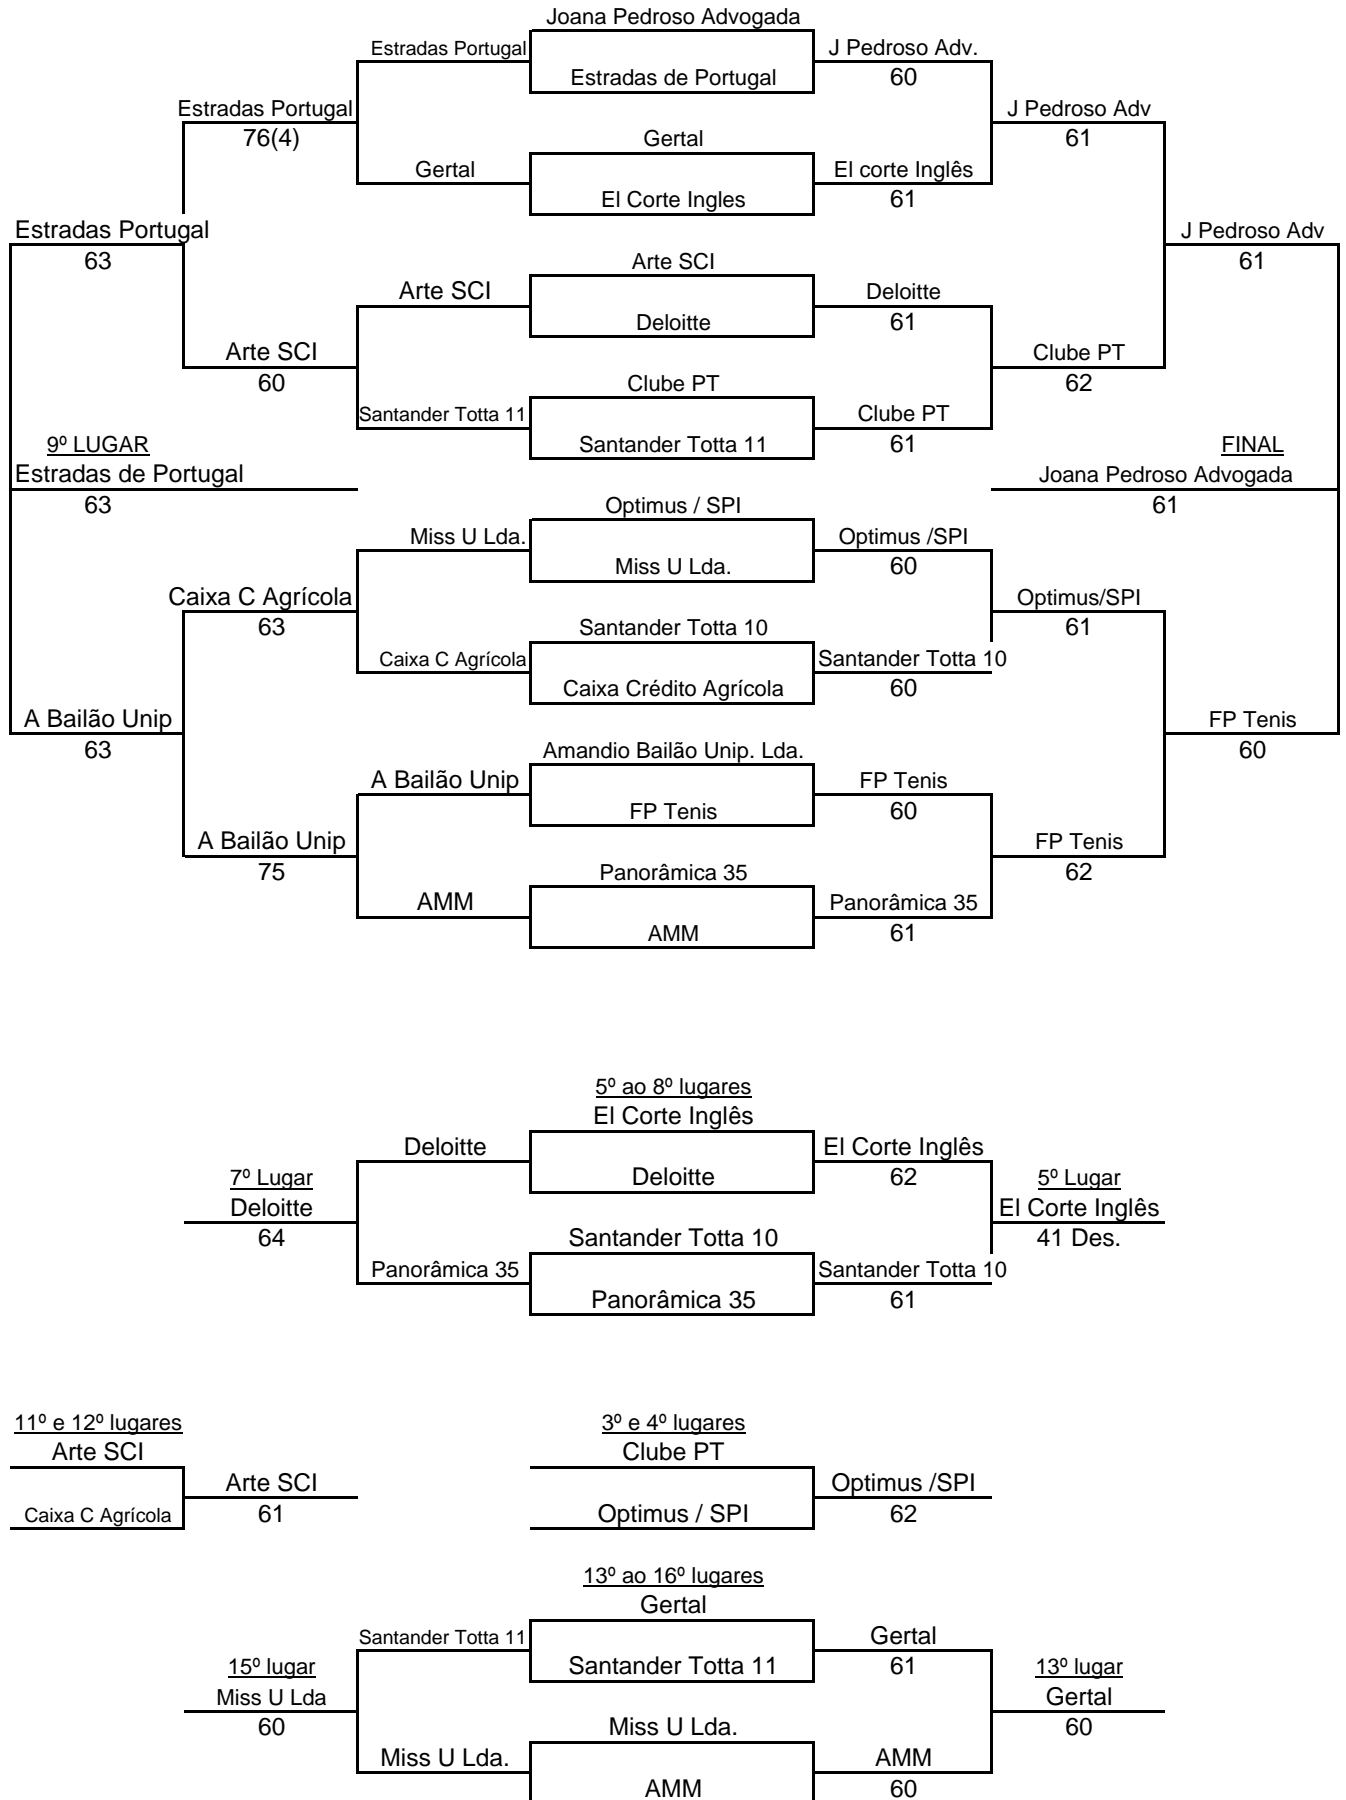 Joana Pedroso Advogada
Estradas Portugal
J Pedroso Adv.
Estradas de Portugal
60
Estradas Portugal
J Pedroso Adv
76(4)
Gertal
61
Gertal
El corte Inglês
El Corte Ingles
61
Estradas Portugal
J Pedroso Adv
63
Arte SCI
61
Arte SCI
Deloitte
Deloitte
61
Arte SCI
Clube PT
60
Clube PT
62
Santander Totta 11
Clube PT
9º LUGAR
Santander Totta 11
61
FINAL
Estradas de Portugal
Joana Pedroso Advogada
63
Optimus / SPI
61
Miss U Lda.
Optimus /SPI
Miss U Lda.
60
Caixa C Agrícola
Optimus/SPI
63
Santander Totta 10
61
Caixa C Agrícola
Santander Totta 10
Caixa Crédito Agrícola
60
A Bailão Unip
FP Tenis
63
Amandio Bailão Unip. Lda.
60
A Bailão Unip
FP Tenis
FP Tenis
60
A Bailão Unip
FP Tenis
75
Panorâmica 35
62
AMM
Panorâmica 35
AMM
61
5º ao 8º lugares
El Corte Inglês
Deloitte
El Corte Inglês
7º Lugar
Deloitte
62
5º Lugar
Deloitte
El Corte Inglês
64
Santander Totta 10
41 Des.
Panorâmica 35
Santander Totta 10
Panorâmica 35
61
11º e 12º lugares
3º e 4º lugares
Arte SCI
Clube PT
Arte SCI
Optimus /SPI
Caixa C Agrícola
61
Optimus / SPI
62
13º ao 16º lugares
Gertal
Santander Totta 11
Gertal
15º lugar
Santander Totta 11
61
13º lugar
Miss U Lda
Gertal
60
Miss U Lda.
60
Miss U Lda.
AMM
AMM
60